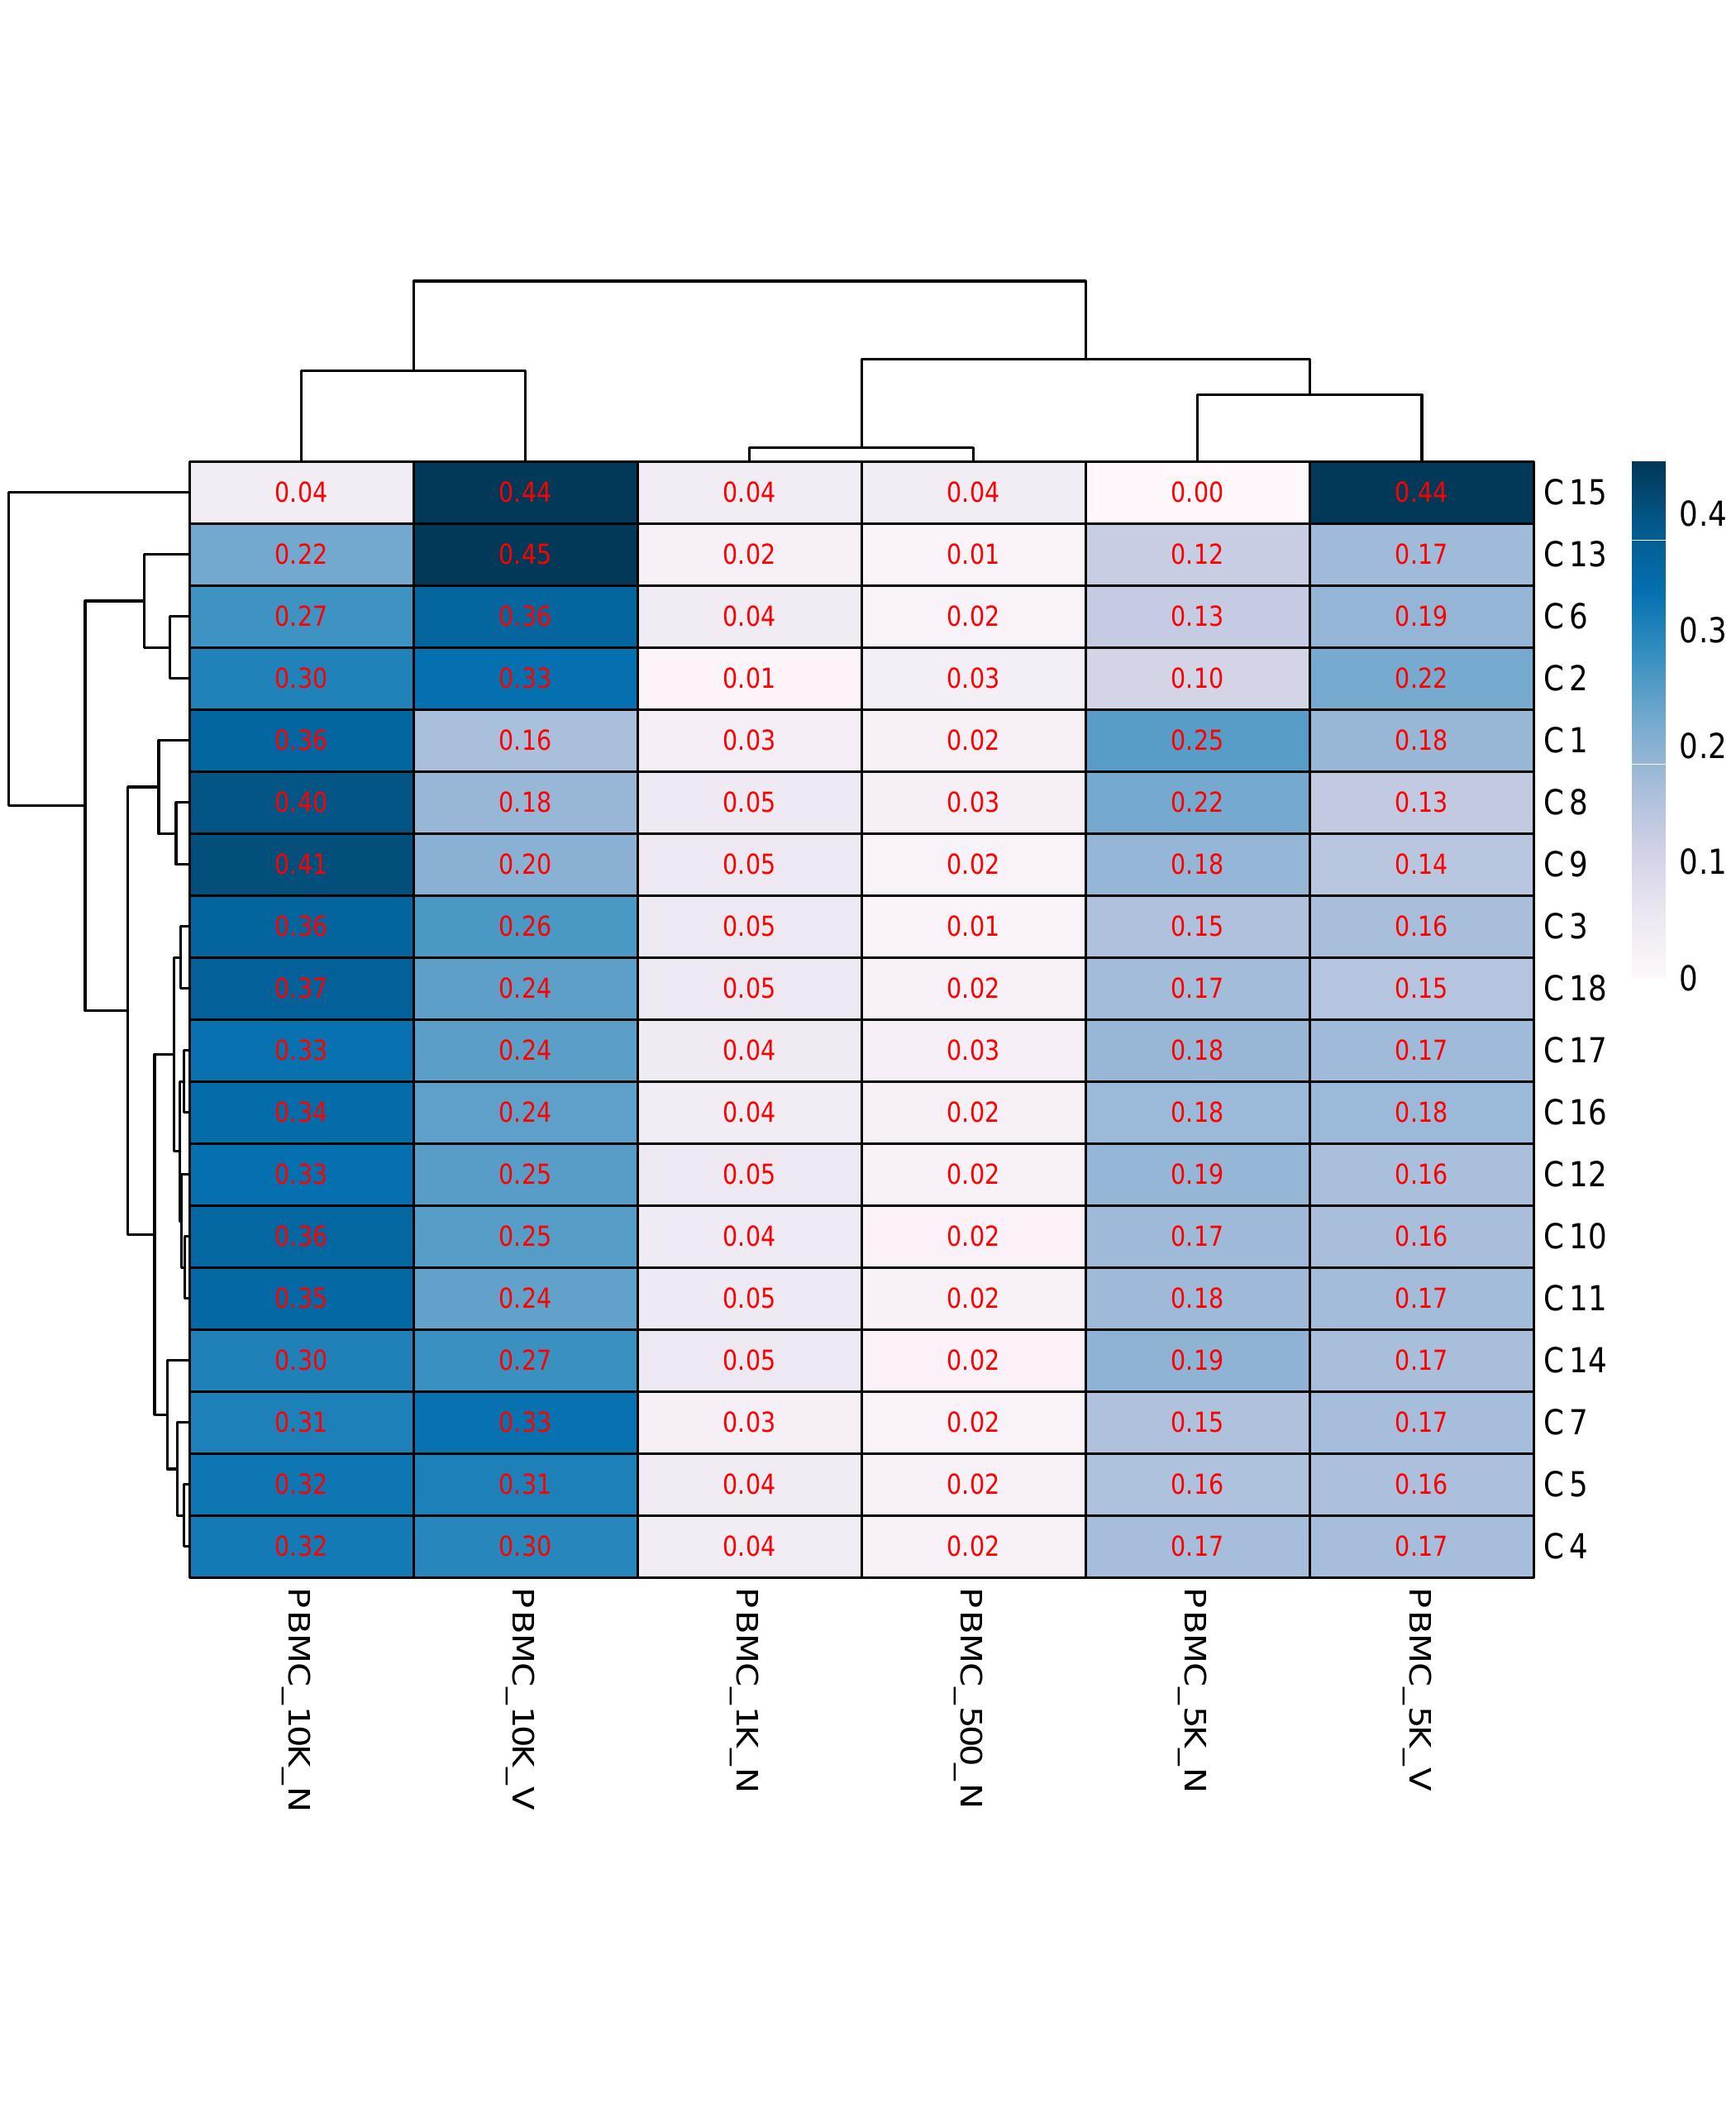 0.04 0.44 0.04 0.04 0.00 0.44 C15
0.22 0.45 0.02 0.01 0.12 0.17 C13
0.27 0.36 0.04 0.02 0.13 0.19 C6
0.30 0.33 0.01 0.03 0.10 0.22 C2
0.36 0.16 0.03 0.02 0.25 0.18 C1
0.40 0.18 0.05 0.03 0.22 0.13 C8
0.41 0.20 0.05 0.02 0.18 0.14 C9
0.36 0.26 0.05 0.01 0.15 0.16 C3
0.37 0.24 0.05 0.02 0.17 0.15 C18
0.33 0.24 0.04 0.03 0.18 0.17 C17
0.34 0.24 0.04 0.02 0.18 0.18 C16
0.33 0.25 0.05 0.02 0.19 0.16 C12
0.36 0.25 0.04 0.02 0.17 0.16 C10
0.35 0.24 0.05 0.02 0.18 0.17 C11
0.30 0.27 0.05 0.02 0.19 0.17 C14
0.31 0.33 0.03 0.02 0.15 0.17 C7
0.32 0.31 0.04 0.02 0.16 0.16 C5
0.32 0.30 0.04 0.02 0.17 0.17 C4
PBMC_10K_N
PBMC_10K_V
PBMC_1K_N
PBMC_500_N
PBMC_5K_N
PBMC_5K_V
0.4
0.3
0.2
0.1
0